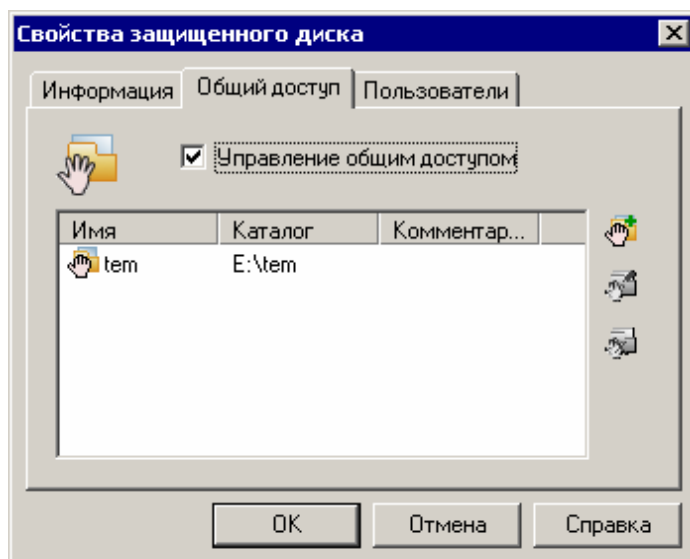 Свойства защищенного диска
Информация Общий доступ Пользователи
Управление общим доступом
Имя Каталог Комментар...
tem E:\tem
OK Отмена Справка